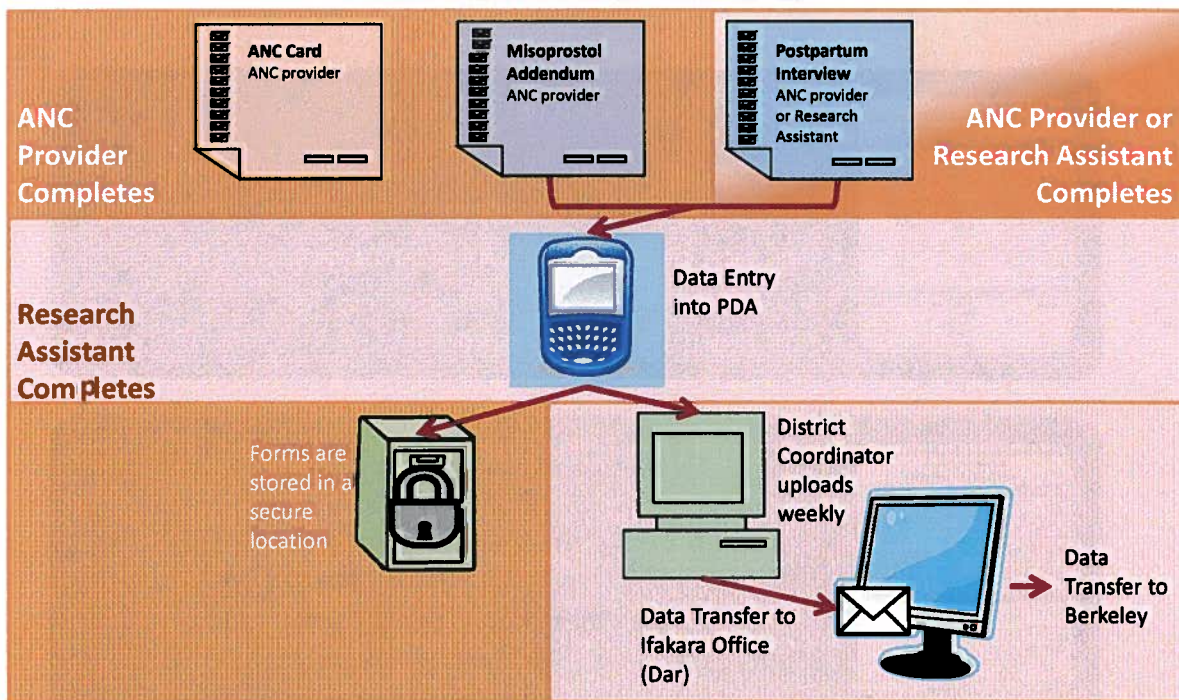 ANC Card
ANC provider
Misoprostol
Addendum
ANC provider
Postpartum
Interview
ANC provider
or Research
Assistant
ANC
Provider
Completes
ANC Provider or
Research Assistant
Completes
Data Entry
into PDA
Research
Assistant
Completes
Forms are
stored in a
secure
location
District
Coordinator
uploads
weekly
Data Transfer to
Ifakara Office
(Dar)
Data
Transfer to
Berkeley